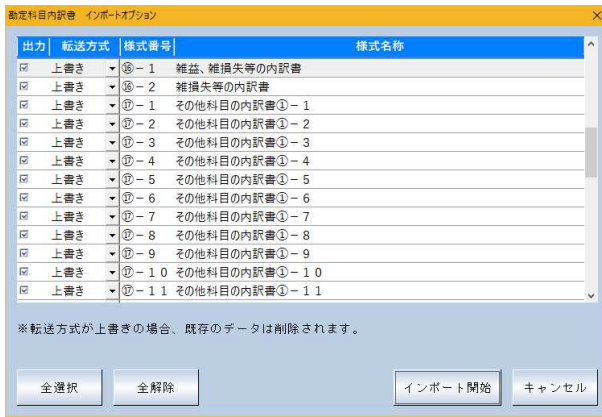 勘定科目内訳書 インポートオプション
出力 転送方式 様式番号 様式名称
上書き ⑯－1 雑益、雑損失等の内訳書
上書き ⑯－2 雑損失等の内訳書
上書き ⑰－1 その他科目の内訳書①－1
上書き ⑰－2 その他科目の内訳書①－2
上書き ⑰－3 その他科目の内訳書①－3
上書き ⑰－4 その他科目の内訳書①－4
上書き ⑰－5 その他科目の内訳書①－5
上書き ⑰－6 その他科目の内訳書①－6
上書き ⑰－7 その他科目の内訳書①－7
上書き ⑰－8 その他科目の内訳書①－8
上書き ⑰－9 その他科目の内訳書①－9
上書き ⑰－10 その他科目の内訳書①－10
上書き ⑰－11 その他科目の内訳書①－11
※転送方式が上書きの場合、既存のデータは削除されます。
全選択 全解除 インポート開始 キャンセル